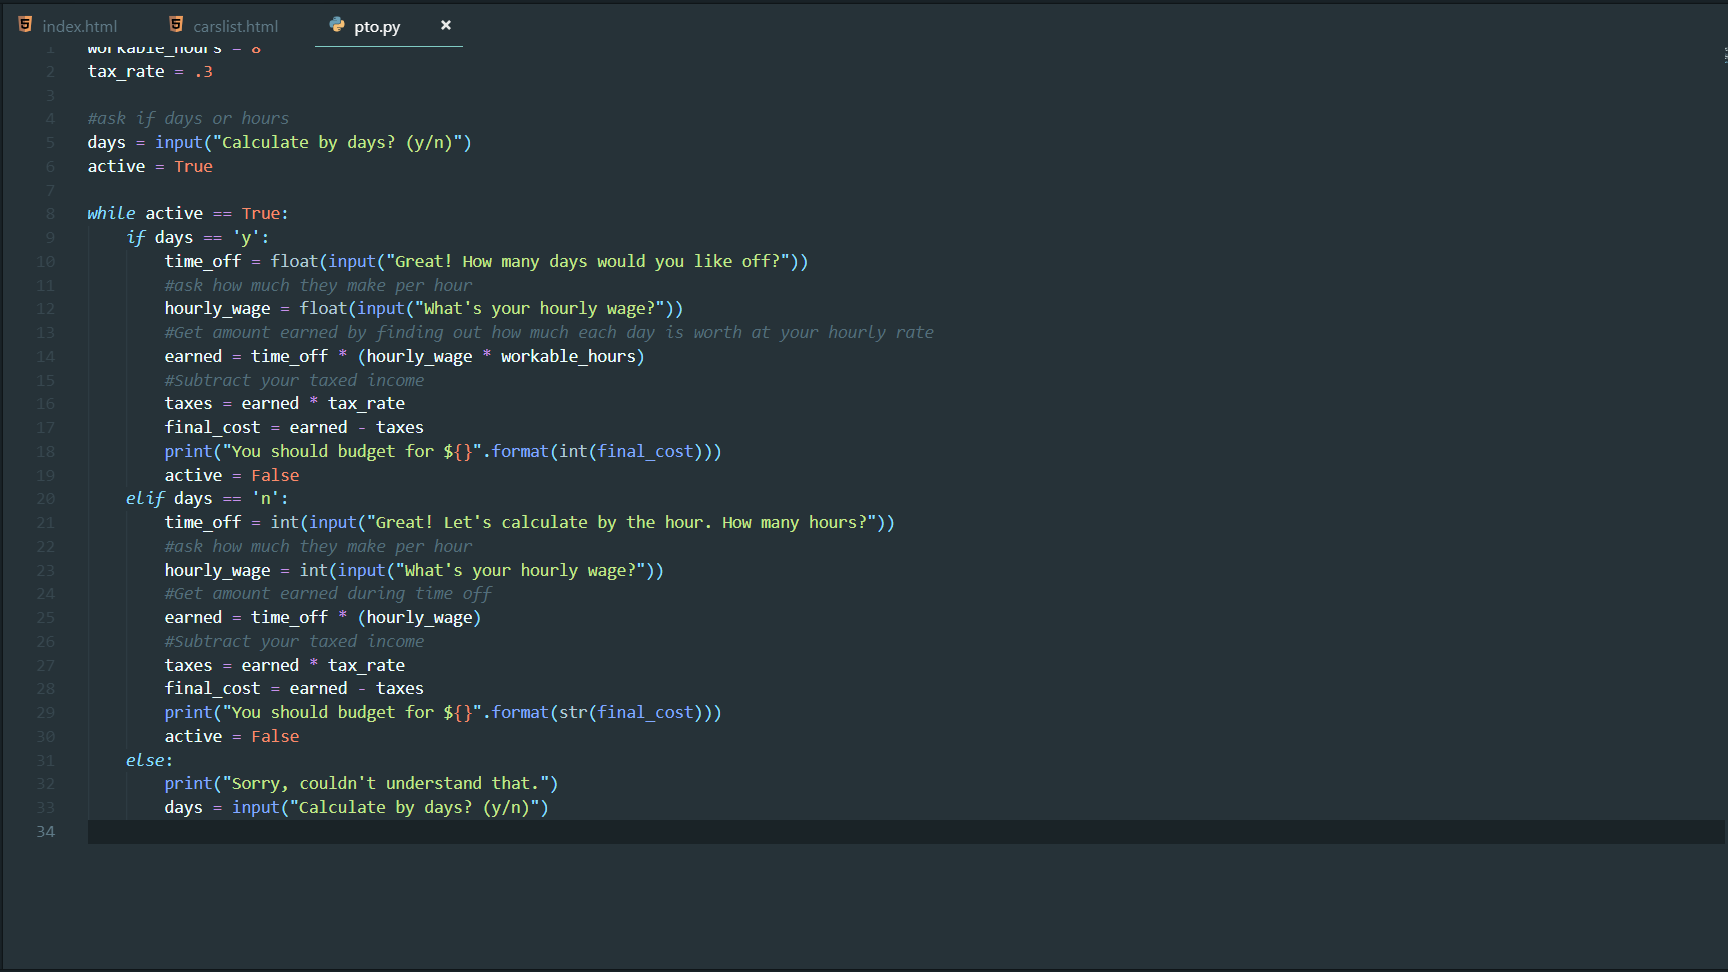 index.html carslist.html pto.py ×
1 workable_hours = 8
2 tax_rate = .3
3
4 #ask if days or hours
5 days = input("Calculate by days? (y/n)")
6 active = True
7
8 while active == True:
9 if days == 'y':
10 time_off = float(input("Great! How many days would you like off?"))
11 #ask how much they make per hour
12 hourly_wage = float(input("What's your hourly wage?"))
13 #Get amount earned by finding out how much each day is worth at your hourly rate
14 earned = time_off * (hourly_wage * workable_hours)
15 #Subtract your taxed income
16 taxes = earned * tax_rate
17 final_cost = earned - taxes
18 print("You should budget for ${}".format(int(final_cost)))
19 active = False
20 elif days == 'n':
21 time_off = int(input("Great! Let's calculate by the hour. How many hours?"))
22 #ask how much they make per hour
23 hourly_wage = int(input("What's your hourly wage?"))
24 #Get amount earned during time off
25 earned = time_off * (hourly_wage)
26 #Subtract your taxed income
27 taxes = earned * tax_rate
28 final_cost = earned - taxes
29 print("You should budget for ${}".format(str(final_cost)))
30 active = False
31 else:
32 print("Sorry, couldn't understand that.")
33 days = input("Calculate by days? (y/n)")
34